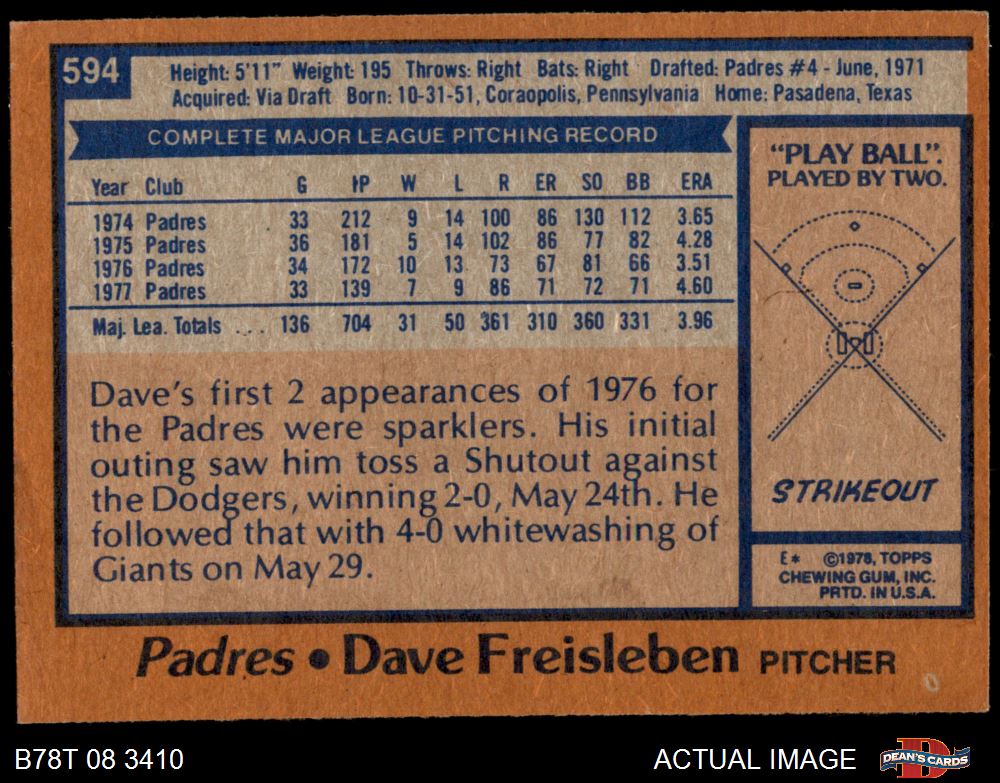 594
Height: 5'11" Weight: 195 Throws: Right Bats: Right Drafted: Padres #4 - June, 1971
Acquired: Via Draft Born: 10-31-51, Coraopolis, Pennsylvania Home: Pasadena, Texas
COMPLETE MAJOR LEAGUE PITCHING RECORD
Year Club G IP W L R ER SO BB ERA
1974 Padres 33 212 9 14 100 86 130 112 3.65
1975 Padres 36 181 5 14 102 86 77 82 4.28
1976 Padres 34 172 10 13 73 67 81 66 3.51
1977 Padres 33 139 7 9 86 71 72 71 4.60
Maj. Lea. Totals ... 136 704 31 50 361 310 360 331 3.96
Dave's first 2 appearances of 1976 for
the Padres were sparklers. His initial
outing saw him toss a Shutout against
the Dodgers, winning 2-0, May 24th. He
followed that with 4-0 whitewashing of
Giants on May 29.
"PLAY BALL".
PLAYED BY TWO.
STRIKEOUT
E* ©1978, TOPPS
CHEWING GUM, INC.
PRTD. IN U.S.A.
Padres • Dave Freisleben PITCHER
B78T 08 3410
ACTUAL IMAGE
DEAN'S CARDS